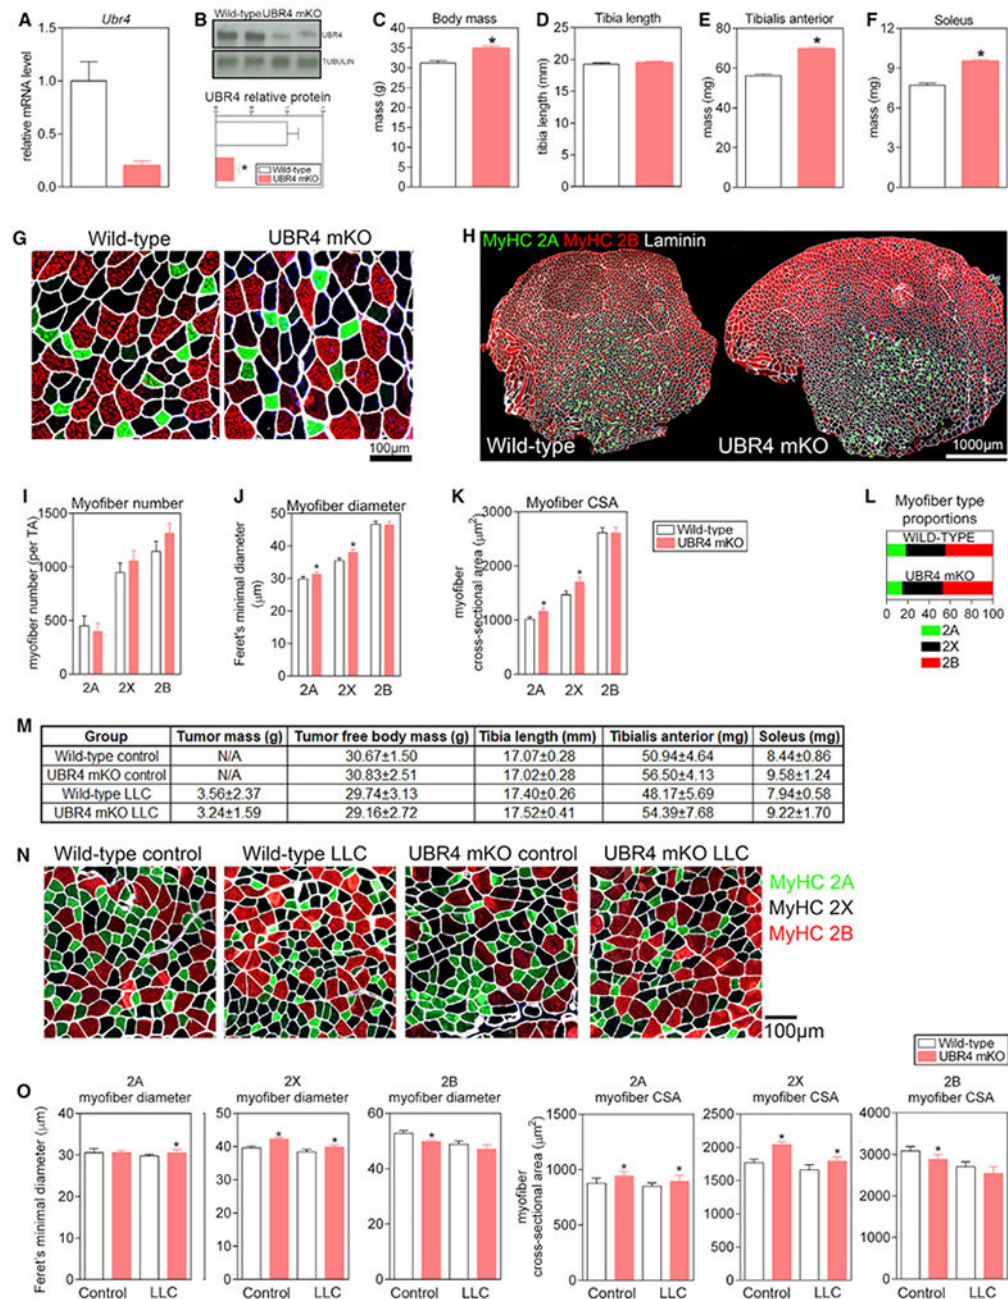 A
Ubr4
relative mRNA level
1.0
0.5
0.0
B
Wild-type UBR4 mKO
UBR4
TUBULIN
UBR4 relative protein
Wild-type
UBR4 mKO
*
C
Body mass
mass (g)
40
35
30
25
20
15
10
5
0
*
D
Tibia length
tibia length (mm)
25
20
15
10
5
0
E
Tibialis anterior
mass (mg)
80
60
40
20
0
*
F
Soleus
mass (mg)
12
8
4
0
*
G
Wild-type
UBR4 mKO
100µm
H
MyHC 2A MyHC 2B Laminin
Wild-type
UBR4 mKO
1000µm
I
Myofiber number
myofiber number (per TA)
1500
1000
500
0
2A 2X 2B
J
Myofiber diameter
Feret's minimal diameter
(µm)
50
40
30
20
10
0
* *
2A 2X 2B
K
Myofiber CSA
myofiber
cross-sectional area (µm²)
3000
2000
1000
0
* *
2A 2X 2B
Wild-type
UBR4 mKO
L
Myofiber type
proportions
WILD-TYPE
UBR4 mKO
0 20 40 60 80 100
2A
2X
2B
M
Group Tumor mass (g) Tumor free body mass (g) Tibia length (mm) Tibialis anterior (mg) Soleus (mg)
Wild-type control N/A 30.67±1.50 17.07±0.28 50.94±4.64 8.44±0.86
UBR4 mKO control N/A 30.83±2.51 17.02±0.28 56.50±4.13 9.58±1.24
Wild-type LLC 3.56±2.37 29.74±3.13 17.40±0.26 48.17±5.69 7.94±0.58
UBR4 mKO LLC 3.24±1.59 29.16±2.72 17.52±0.41 54.39±7.68 9.22±1.70
N
Wild-type control
Wild-type LLC
UBR4 mKO control
UBR4 mKO LLC
MyHC 2A
MyHC 2X
MyHC 2B
100µm
Wild-type
UBR4 mKO
O
2A
myofiber diameter
Feret's minimal diameter (µm)
40
30
20
10
0
*
Control LLC
2X
myofiber diameter
50
40
30
20
10
0
* *
Control LLC
2B
myofiber diameter
60
40
20
0
*
Control LLC
2A
myofiber CSA
myofiber
cross-sectional area (µm²)
1500
1000
500
0
* *
Control LLC
2X
myofiber CSA
2500
2000
1500
1000
500
0
* *
Control LLC
2B
myofiber CSA
4000
3000
2000
1000
0
*
Control LLC